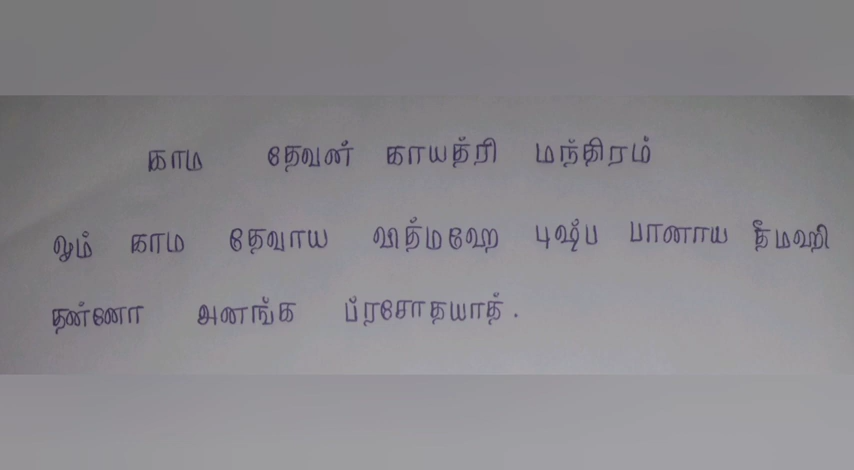 காம தேவன் காயத்ரி மந்திரம்
ஓம் காம தேவாய வித்மஹே புஷ்ப பானாய தீமஹி
தன்னோ அனங்க ப்ரசோதயாத்.